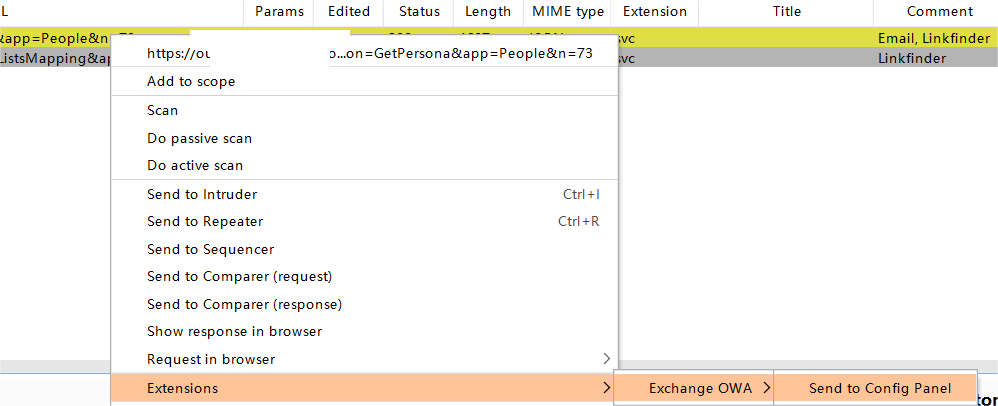 L Params Edited Status Length MIME type Extension Title Comment
&app=People&n= svc Email, Linkfinder
ListsMapping&a svc Linkfinder
https://ou o...on=GetPersona&app=People&n=73
Add to scope
Scan
Do passive scan
Do active scan
Send to Intruder Ctrl+I
Send to Repeater Ctrl+R
Send to Sequencer
Send to Comparer (request)
Send to Comparer (response)
Show response in browser
Request in browser
Extensions Exchange OWA Send to Config Panel
tor